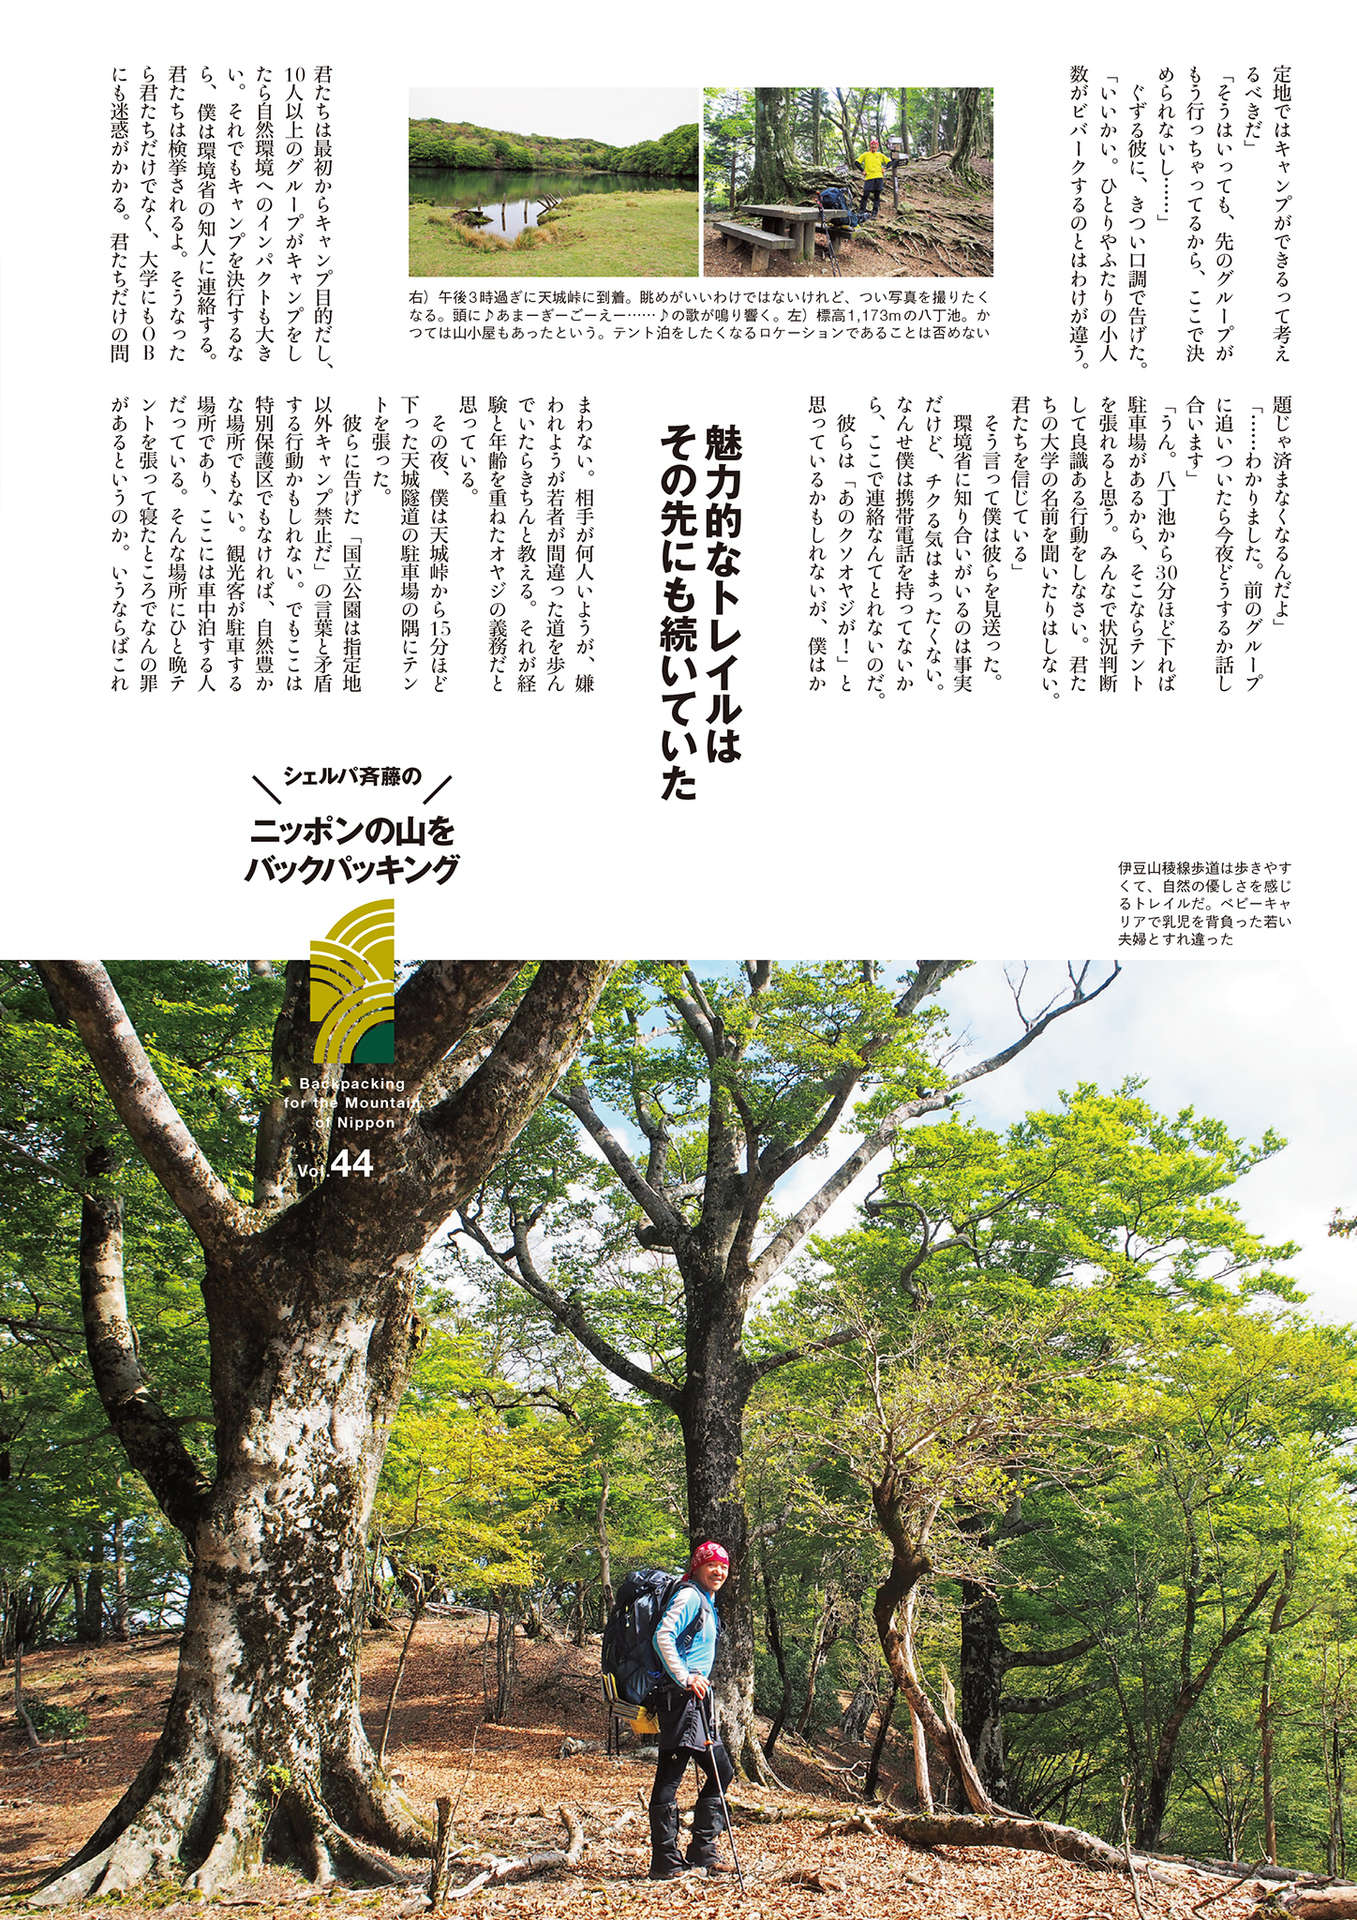 定地ではキャンプができるって考え
るべきだ」
「そうはいっても、先のグループが
もう行っちゃってるから、ここで決
められないし……」
ぐずる彼に、きつい口調で告げた。
「いいかい。ひとりやふたりの小人
数がビバークするのとはわけが違う。
君たちは最初からキャンプ目的だし、
10人以上のグループがキャンプをし
たら自然環境へのインパクトも大き
い。それでもキャンプを決行するな
ら、僕は環境省の知人に連絡する。
君たちは検挙されるよ。そうなった
ら君たちだけでなく、大学にもOB
にも迷惑がかかる。君たちだけの問
右）午後3時過ぎに天城峠に到着。眺めがいいわけではないけれど、つい写真を撮りたく
なる。頭に♪あまーぎーごーえー……♪の歌が鳴り響く。左）標高1,173mの八丁池。か
つては山小屋もあったという。テント泊をしたくなるロケーションであることは否めない
題じゃ済まなくなるんだよ」
「……わかりました。前のグループ
に追いついたら今夜どうするか話し
合います」
「うん。八丁池から30分ほど下れば
駐車場があるから、そこならテント
を張れると思う。みんなで状況判断
して良識ある行動をしなさい。君た
ちの大学の名前を聞いたりはしない。
君たちを信じている」
そう言って僕は彼らを見送った。
環境省に知り合いがいるのは事実
だけど、チクる気はまったくない。
なんせ僕は携帯電話を持ってないか
ら、ここで連絡なんてとれないのだ。
彼らは「あのクソオヤジが！」と
思っているかもしれないが、僕はか
魅力的なトレイルは
その先にも続いていた
まわない。相手が何人いようが、嫌
われようが若者が間違った道を歩ん
でいたらきちんと教える。それが経
験と年齢を重ねたオヤジの義務だと
思っている。
その夜、僕は天城峠から15分ほど
下った天城隧道の駐車場の隅にテン
トを張った。
彼らに告げた「国立公園は指定地
以外キャンプ禁止だ」の言葉と矛盾
する行動かもしれない。でもここは
特別保護区でもなければ、自然豊か
な場所でもない。観光客が駐車する
場所であり、ここには車中泊する人
だっている。そんな場所にひと晩テ
ントを張って寝たところでなんの罪
があるというのか。いうならばこれ
シェルパ斉藤の
ニッポンの山を
バックパッキング
伊豆山稜線歩道は歩きやす
くて、自然の優しさを感じ
るトレイルだ。ベビーキャ
リアで乳児を背負った若い
夫婦とすれ違った
Backpacking
for the Mountain
of Nippon
Vol.44